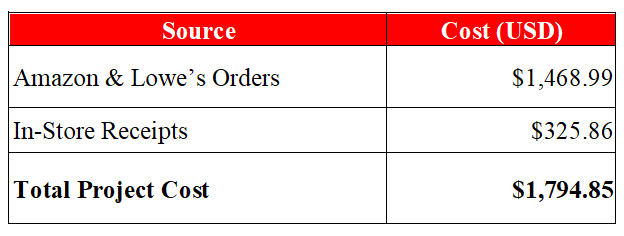 Source Cost (USD)
Amazon & Lowe’s Orders $1,468.99
In-Store Receipts $325.86
Total Project Cost $1,794.85